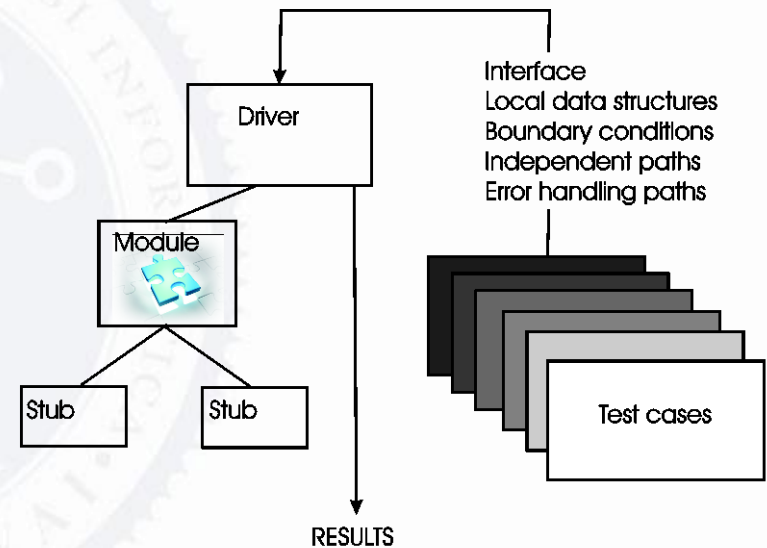 Interface
Local data structures
Boundary conditions
Independent paths
Error handling paths
Driver
Module
Stub
Stub
Test cases
RESULTS